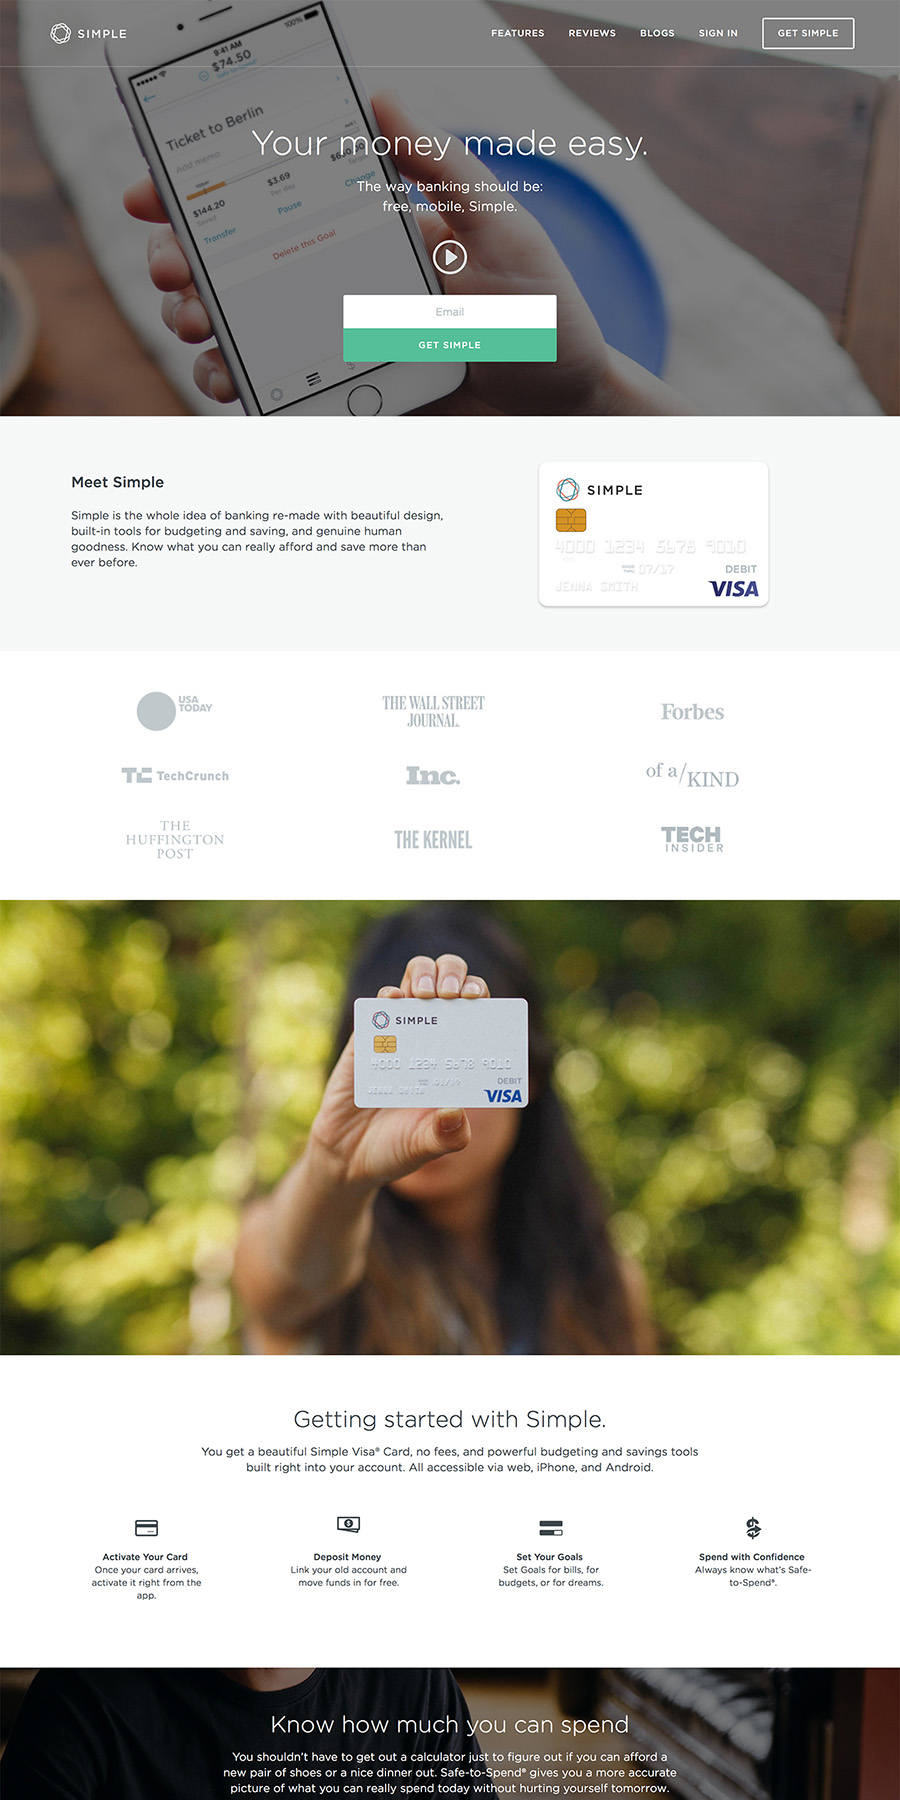 SIMPLE
FEATURES
REVIEWS
BLOGS
SIGN IN
GET SIMPLE
9:41 AM
100%
$74.50
Safe-to-Spend®
Ticket to Berlin
Add memo
$144.20
Saved
$3.69
Per day
Target
Transfer
Pause
Change
Delete this Goal
Your money made easy.
The way banking should be:
free, mobile, Simple.
Email
GET SIMPLE
Meet Simple
Simple is the whole idea of banking re-made with beautiful design,
built-in tools for budgeting and saving, and genuine human
goodness. Know what you can really afford and save more than
ever before.
SIMPLE
4000 1234 5678 9010
07/17
DEBIT
JENNA SMITH
VISA
USA
TODAY
THE WALL STREET
JOURNAL.
Forbes
TC TechCrunch
Inc.
of a/KIND
THE
HUFFINGTON
POST
THE KERNEL
TECH
INSIDER
SIMPLE
4000 1234 5678 9010
DEBIT
VISA
Getting started with Simple.
You get a beautiful Simple Visa® Card, no fees, and powerful budgeting and savings tools
built right into your account. All accessible via web, iPhone, and Android.
Activate Your Card
Once your card arrives,
activate it right from the
app.
Deposit Money
Link your old account and
move funds in for free.
Set Your Goals
Set Goals for bills, for
budgets, or for dreams.
Spend with Confidence
Always know what's Safe-
to-Spend®.
Know how much you can spend
You shouldn't have to get out a calculator just to figure out if you can afford a
new pair of shoes or a nice dinner out. Safe-to-Spend® gives you a more accurate
picture of what you can really spend today without hurting yourself tomorrow.